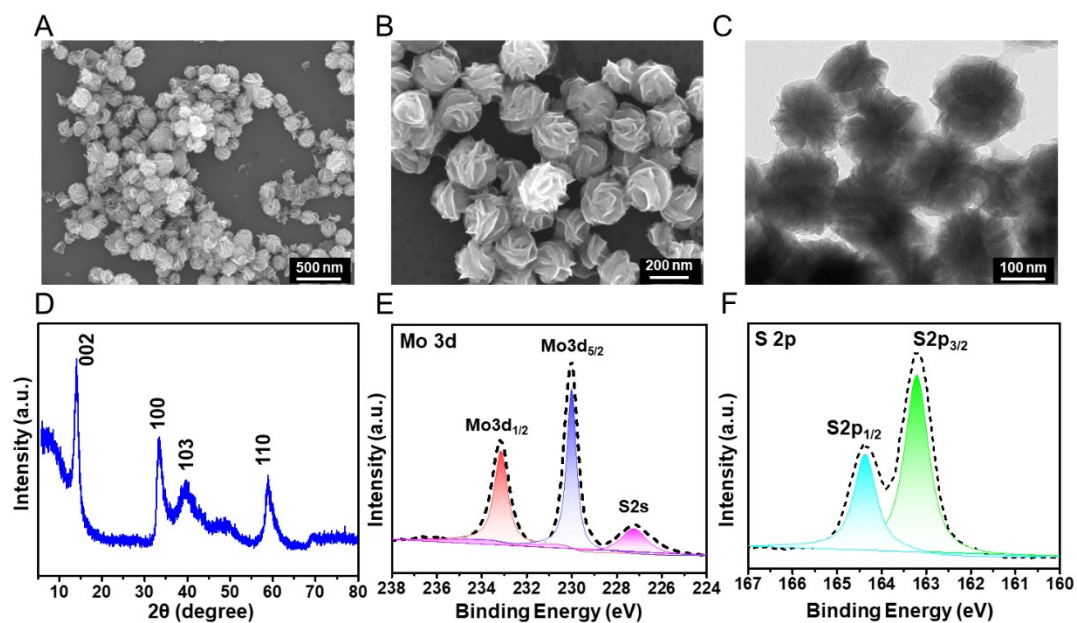 A
B
C
500 nm
200 nm
100 nm
D
E
F
002
100
103
110
Intensity (a.u.)
10 20 30 40 50 60 70 80
2θ (degree)
Mo 3d
Mo3d5/2
Mo3d1/2
S2s
Intensity (a.u.)
238 236 234 232 230 228 226 224
Binding Energy (eV)
S 2p
S2p3/2
S2p1/2
Intensity (a.u.)
167 166 165 164 163 162 161 160
Binding Energy (eV)